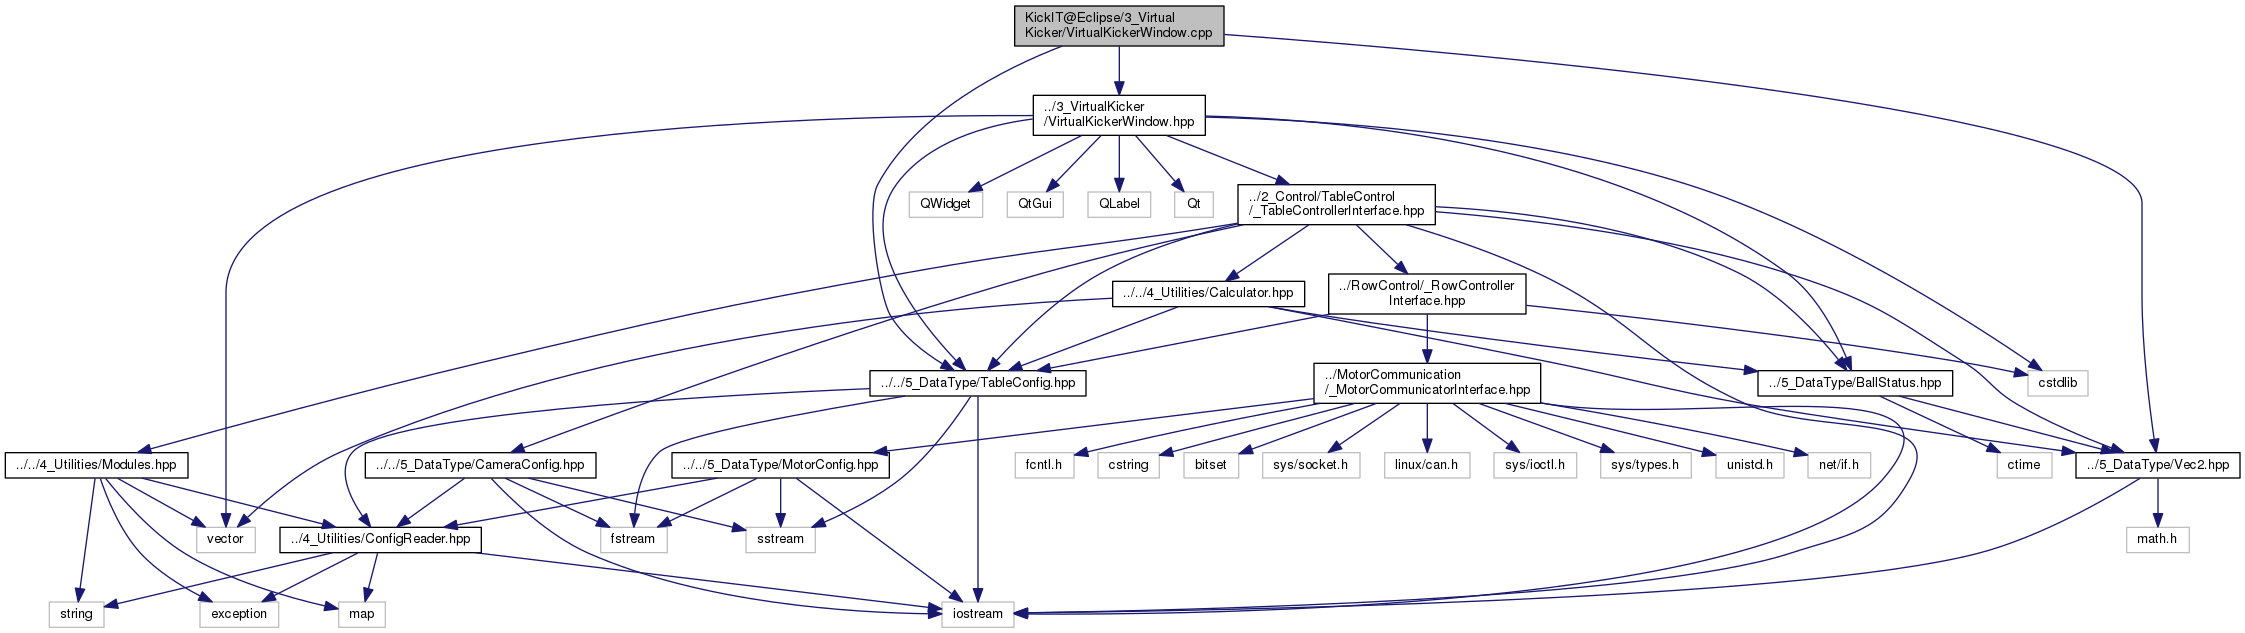 KickIT@Eclipse/3_Virtual
Kicker/VirtualKickerWindow.cpp
../3_VirtualKicker
/VirtualKickerWindow.hpp
QWidget
QtGui
QLabel
Qt
../2_Control/TableControl
/_TableControllerInterface.hpp
../../4_Utilities/Calculator.hpp
../RowControl/_RowController
Interface.hpp
../../5_DataType/TableConfig.hpp
../MotorCommunication
/_MotorCommunicatorInterface.hpp
../5_DataType/BallStatus.hpp
cstdlib
../../4_Utilities/Modules.hpp
../../5_DataType/CameraConfig.hpp
../../5_DataType/MotorConfig.hpp
fcntl.h
cstring
bitset
sys/socket.h
linux/can.h
sys/ioctl.h
sys/types.h
unistd.h
net/if.h
ctime
../5_DataType/Vec2.hpp
vector
../4_Utilities/ConfigReader.hpp
fstream
sstream
math.h
string
exception
map
iostream